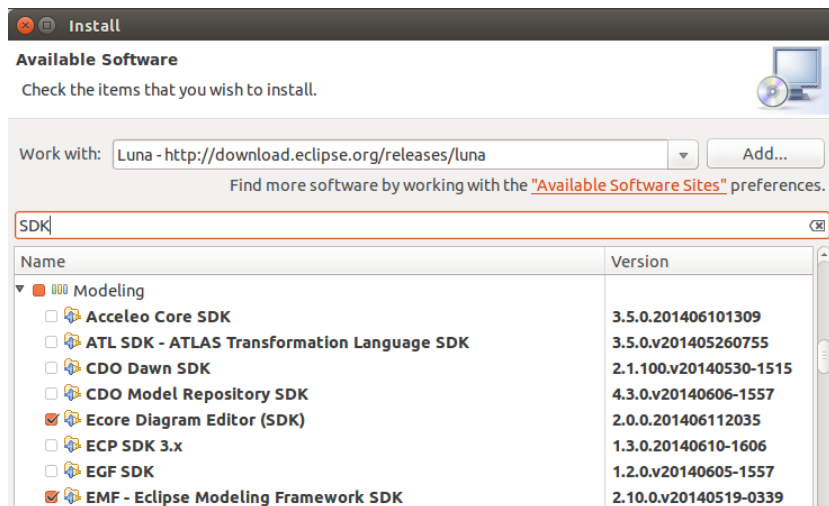 Install
Available Software
Check the items that you wish to install.
Work with: Luna - http://download.eclipse.org/releases/luna Add...
Find more software by working with the "Available Software Sites" preferences.
SDK
Name Version
Modeling
Acceleo Core SDK 3.5.0.201406101309
ATL SDK - ATLAS Transformation Language SDK 3.5.0.v201405260755
CDO Dawn SDK 2.1.100.v20140530-1515
CDO Model Repository SDK 4.3.0.v20140606-1557
Ecore Diagram Editor (SDK) 2.0.0.201406112035
ECP SDK 3.x 1.3.0.20140610-1606
EGF SDK 1.2.0.v20140605-1557
EMF - Eclipse Modeling Framework SDK 2.10.0.v20140519-0339